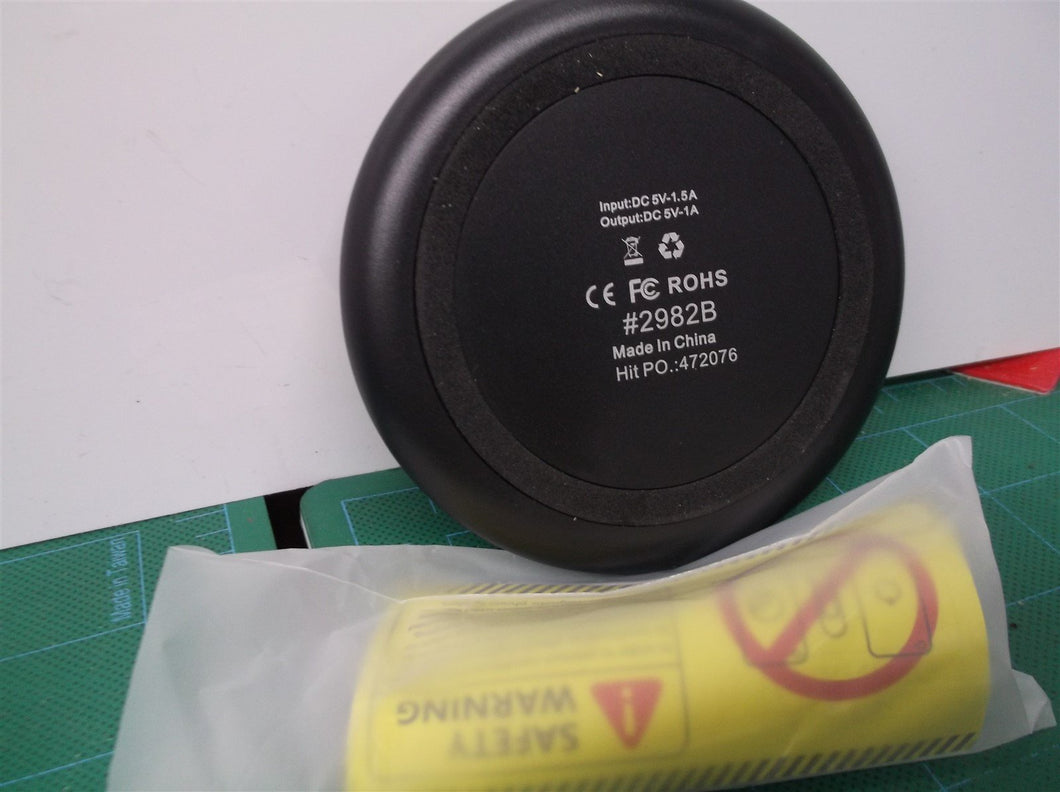 Input:DC 5V-1.5A
Output:DC 5V-1A
CE FC ROHS
#2982B
Made In China
Hit PO.:472076
Made in Taiwan
SAFETY
WARNING